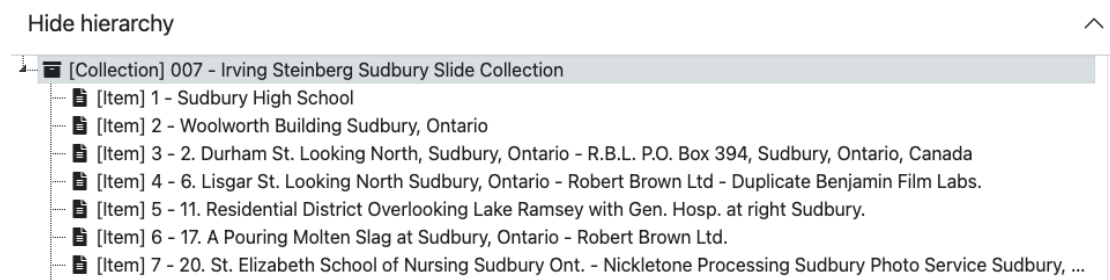 Hide hierarchy
[Collection] 007 - Irving Steinberg Sudbury Slide Collection
[Item] 1 - Sudbury High School
[Item] 2 - Woolworth Building Sudbury, Ontario
[Item] 3 - 2. Durham St. Looking North, Sudbury, Ontario - R.B.L. P.O. Box 394, Sudbury, Ontario, Canada
[Item] 4 - 6. Lisgar St. Looking North Sudbury, Ontario - Robert Brown Ltd - Duplicate Benjamin Film Labs.
[Item] 5 - 11. Residential District Overlooking Lake Ramsey with Gen. Hosp. at right Sudbury.
[Item] 6 - 17. A Pouring Molten Slag at Sudbury, Ontario - Robert Brown Ltd.
[Item] 7 - 20. St. Elizabeth School of Nursing Sudbury Ont. - Nickletone Processing Sudbury Photo Service Sudbury, ...